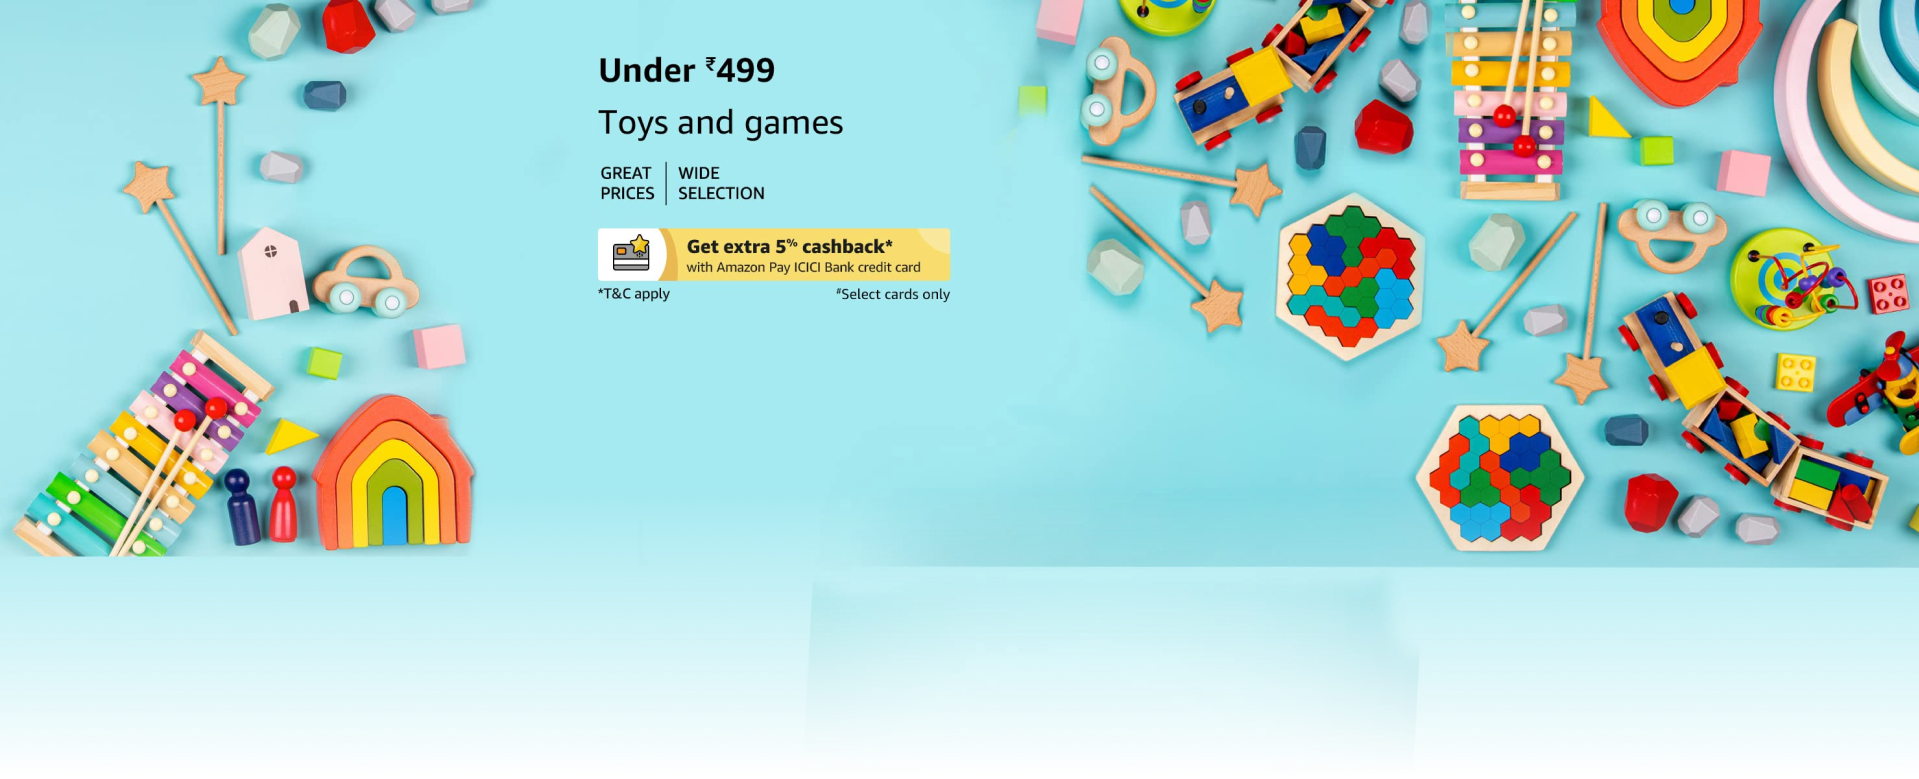 Under ₹499
Toys and games
GREAT PRICES
WIDE SELECTION
Get extra 5% cashback*
with Amazon Pay ICICI Bank credit card
*T&C apply
#Select cards only